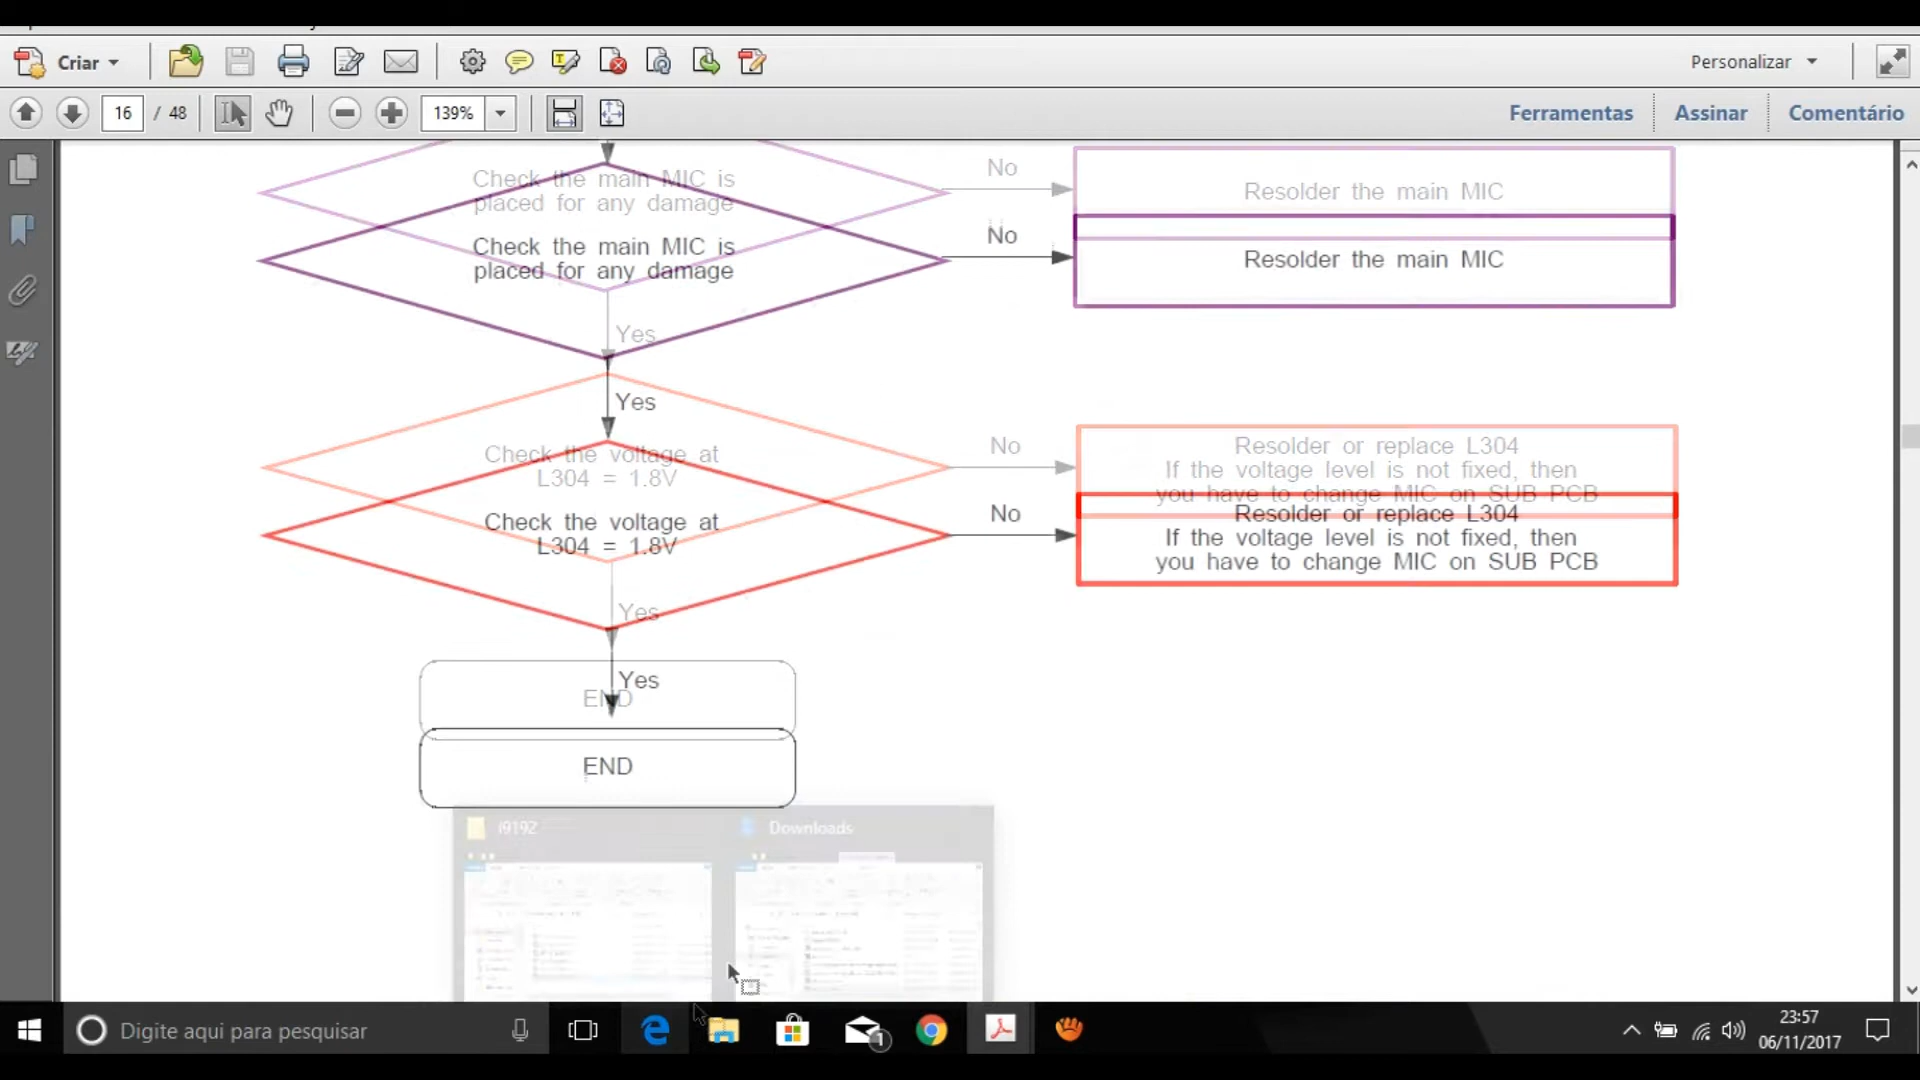 Criar
Personalizar
16 / 48
139%
Ferramentas
Assinar
Comentário
Check the main MIC is
placed for any damage
No
Resolder the main MIC
Check the main MIC is
placed for any damage
No
Resolder the main MIC
Yes
Yes
Check the voltage at
L304 = 1.8V
No
Resolder or replace L304
If the voltage level is not fixed, then
you have to change MIC on SUB PCB
Check the voltage at
L304 = 1.8V
No
Resolder or replace L304
If the voltage level is not fixed, then
you have to change MIC on SUB PCB
Yes
Yes
END
END
i9192
Downloads
Digite aqui para pesquisar
1
23:57
06/11/2017